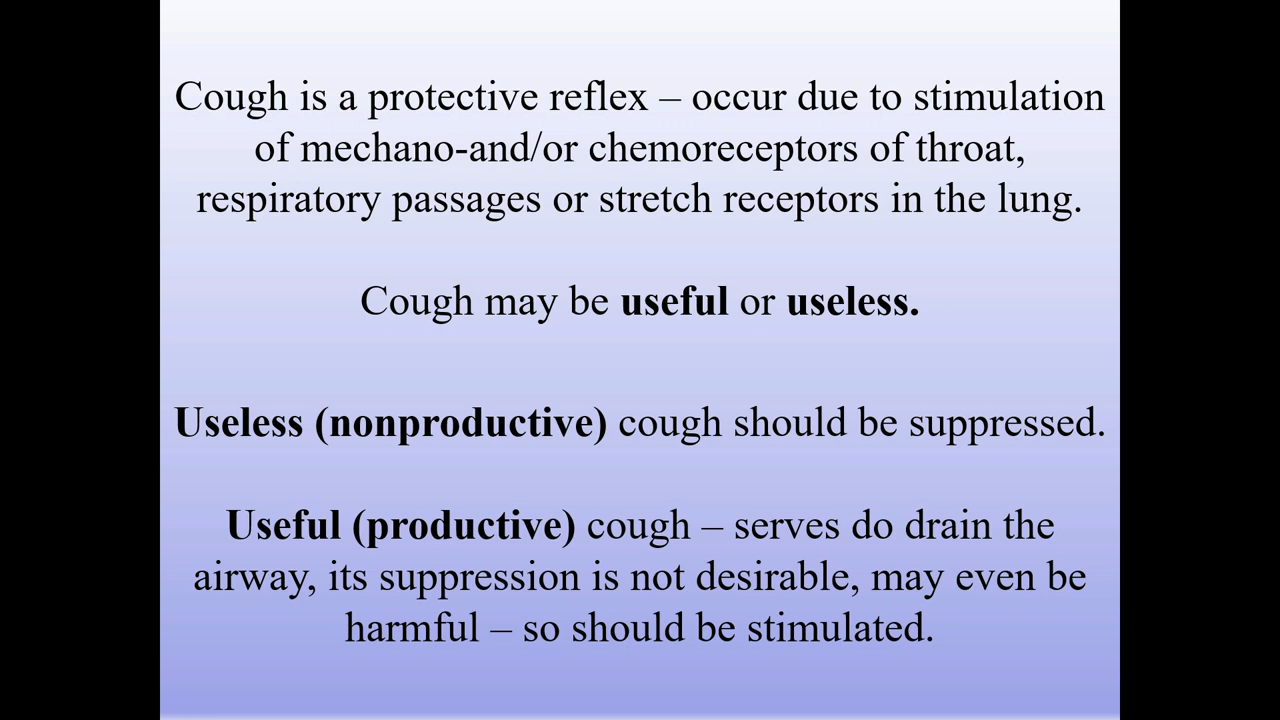 Cough is a protective reflex – occur due to stimulation
of mechano-and/or chemoreceptors of throat,
respiratory passages or stretch receptors in the lung.
Cough may be useful or useless.
Useless (nonproductive) cough should be suppressed.
Useful (productive) cough – serves do drain the
airway, its suppression is not desirable, may even be
harmful – so should be stimulated.